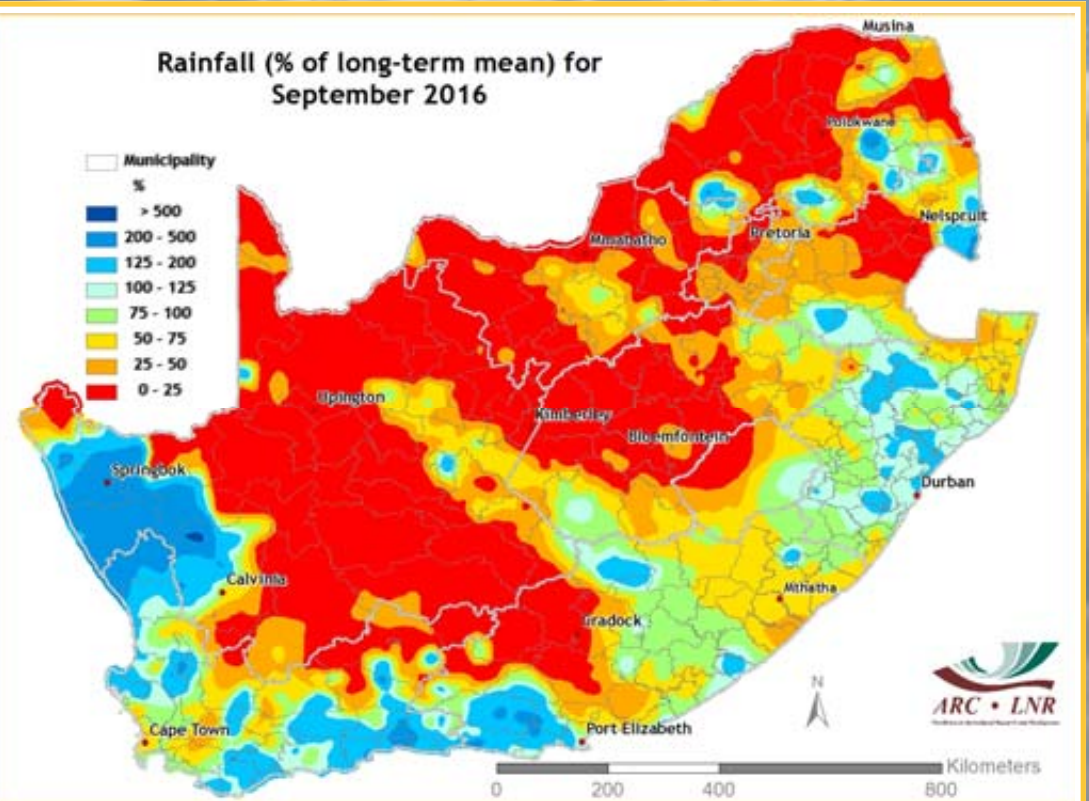 Rainfall (% of long-term mean) for
September 2016
Municipality
%
> 500
200 - 500
125 - 200
100 - 125
75 - 100
50 - 75
25 - 50
0 - 25
Musina
Polokwane
Nelspruit
Pretoria
Mmabatho
Upington
Kimberley
Bloemfontein
Springbok
Durban
Calvinia
Mthatha
Cradock
Cape Town
Port Elizabeth
N
ARC • LNR
Kilometers
0 200 400 800